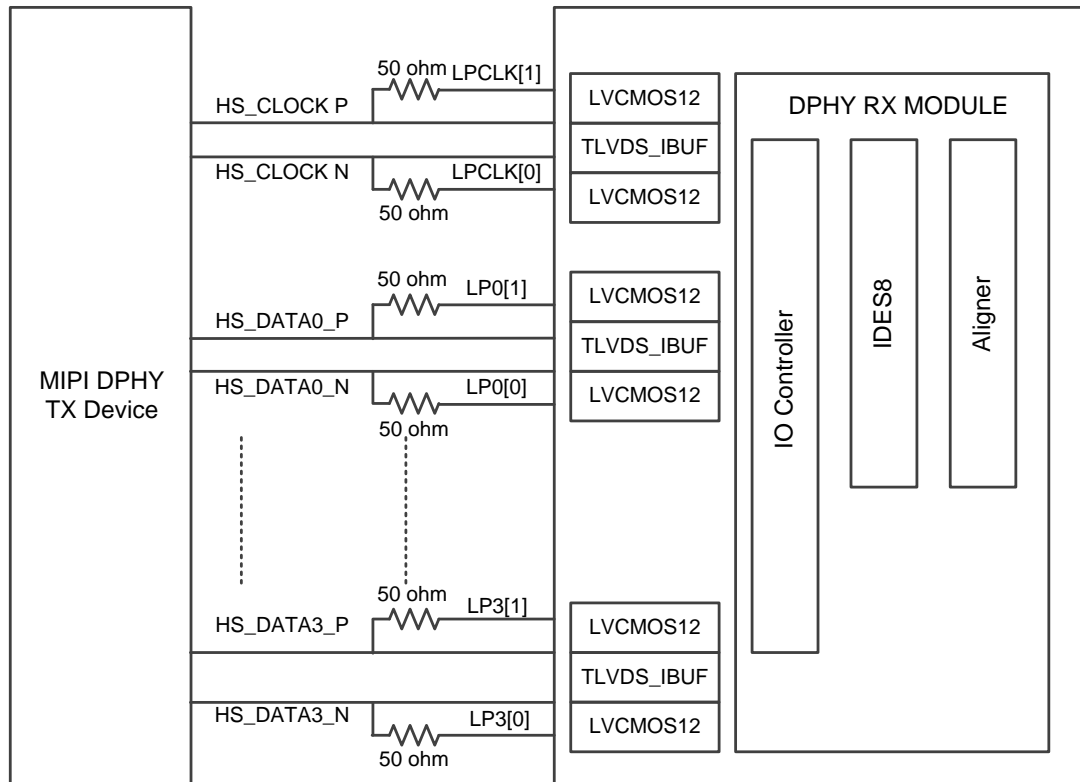 MIPI DPHY
TX Device
50 ohm
LPCLK[1]
HS_CLOCK P
HS_CLOCK N
LPCLK[0]
50 ohm
LVCMOS12
TLVDS_IBUF
LVCMOS12
50 ohm
LP0[1]
HS_DATA0_P
HS_DATA0_N
LP0[0]
50 ohm
LVCMOS12
TLVDS_IBUF
LVCMOS12
50 ohm
LP3[1]
HS_DATA3_P
HS_DATA3_N
LP3[0]
50 ohm
LVCMOS12
TLVDS_IBUF
LVCMOS12
DPHY RX MODULE
IO Controller
IDES8
Aligner